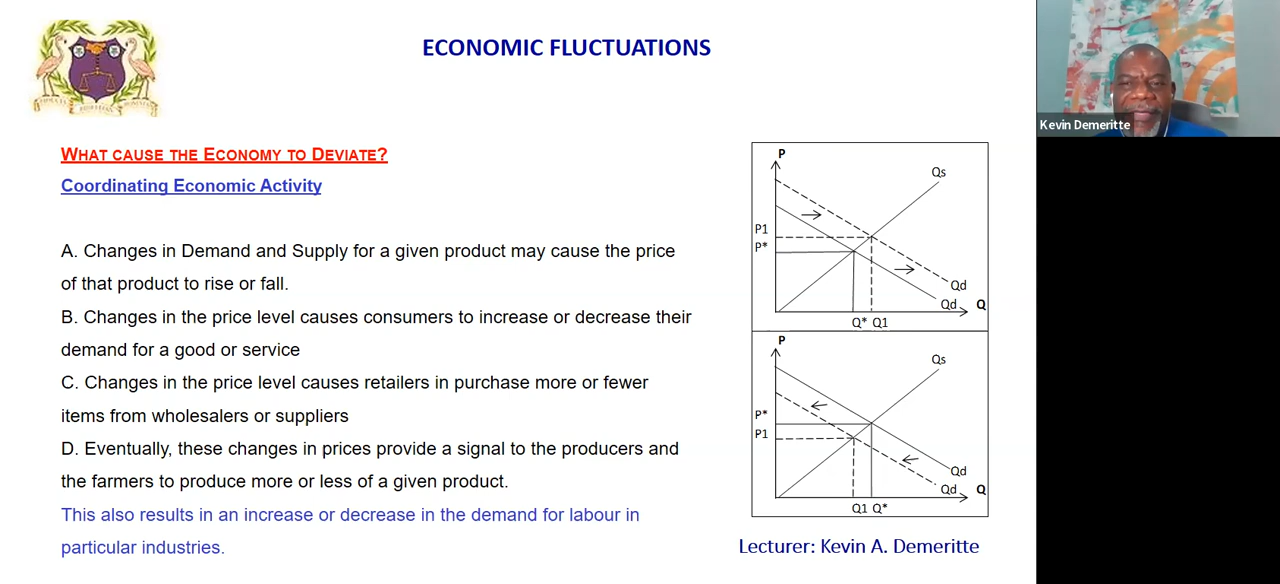 ECONOMIC FLUCTUATIONS
Kevin Demeritte
WHAT CAUSE THE ECONOMY TO DEVIATE?
Coordinating Economic Activity
A. Changes in Demand and Supply for a given product may cause the price
of that product to rise or fall.
B. Changes in the price level causes consumers to increase or decrease their
demand for a good or service
C. Changes in the price level causes retailers in purchase more or fewer
items from wholesalers or suppliers
D. Eventually, these changes in prices provide a signal to the producers and
the farmers to produce more or less of a given product.
This also results in an increase or decrease in the demand for labour in
particular industries.
P
Qs
P1
P*
Qd
Qd
Q
Q* Q1
P
Qs
P*
P1
Qd
Qd
Q
Q1 Q*
Lecturer: Kevin A. Demeritte